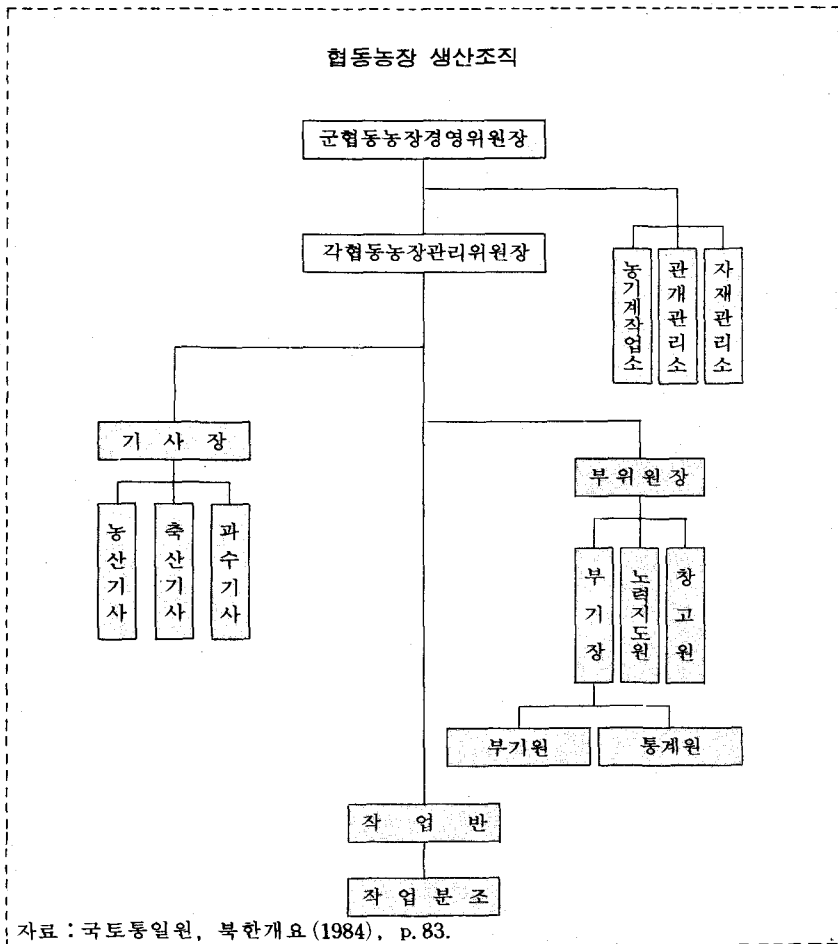 협동농장 생산조직
군협동농장경영위원장
각협동농장관리위원장
농기계작업소
관개관리소
자재관리소
기사장
농산기사
축산기사
과수기사
부위원장
부기장
노력지도원
창고원
부기원
통계원
작업반
작업분조
자료 : 국토통일원, 북한개요(1984), p.83.